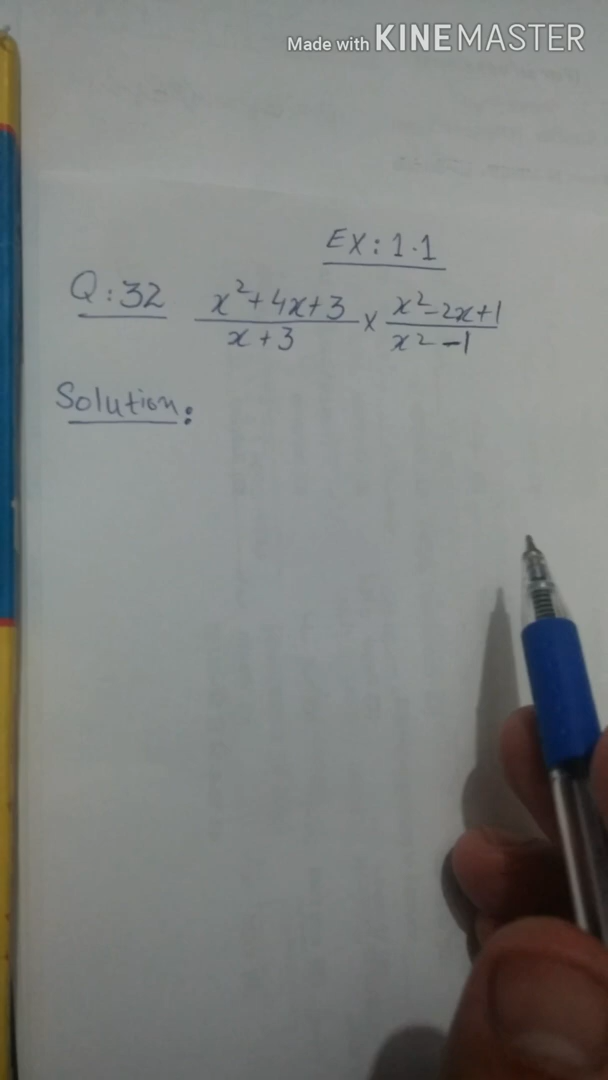 Made with KINEMASTER
Ex: 1.1
Q:32 x²+4x+3 / x+3 × x²-2x+1 / x²-1
Solution: